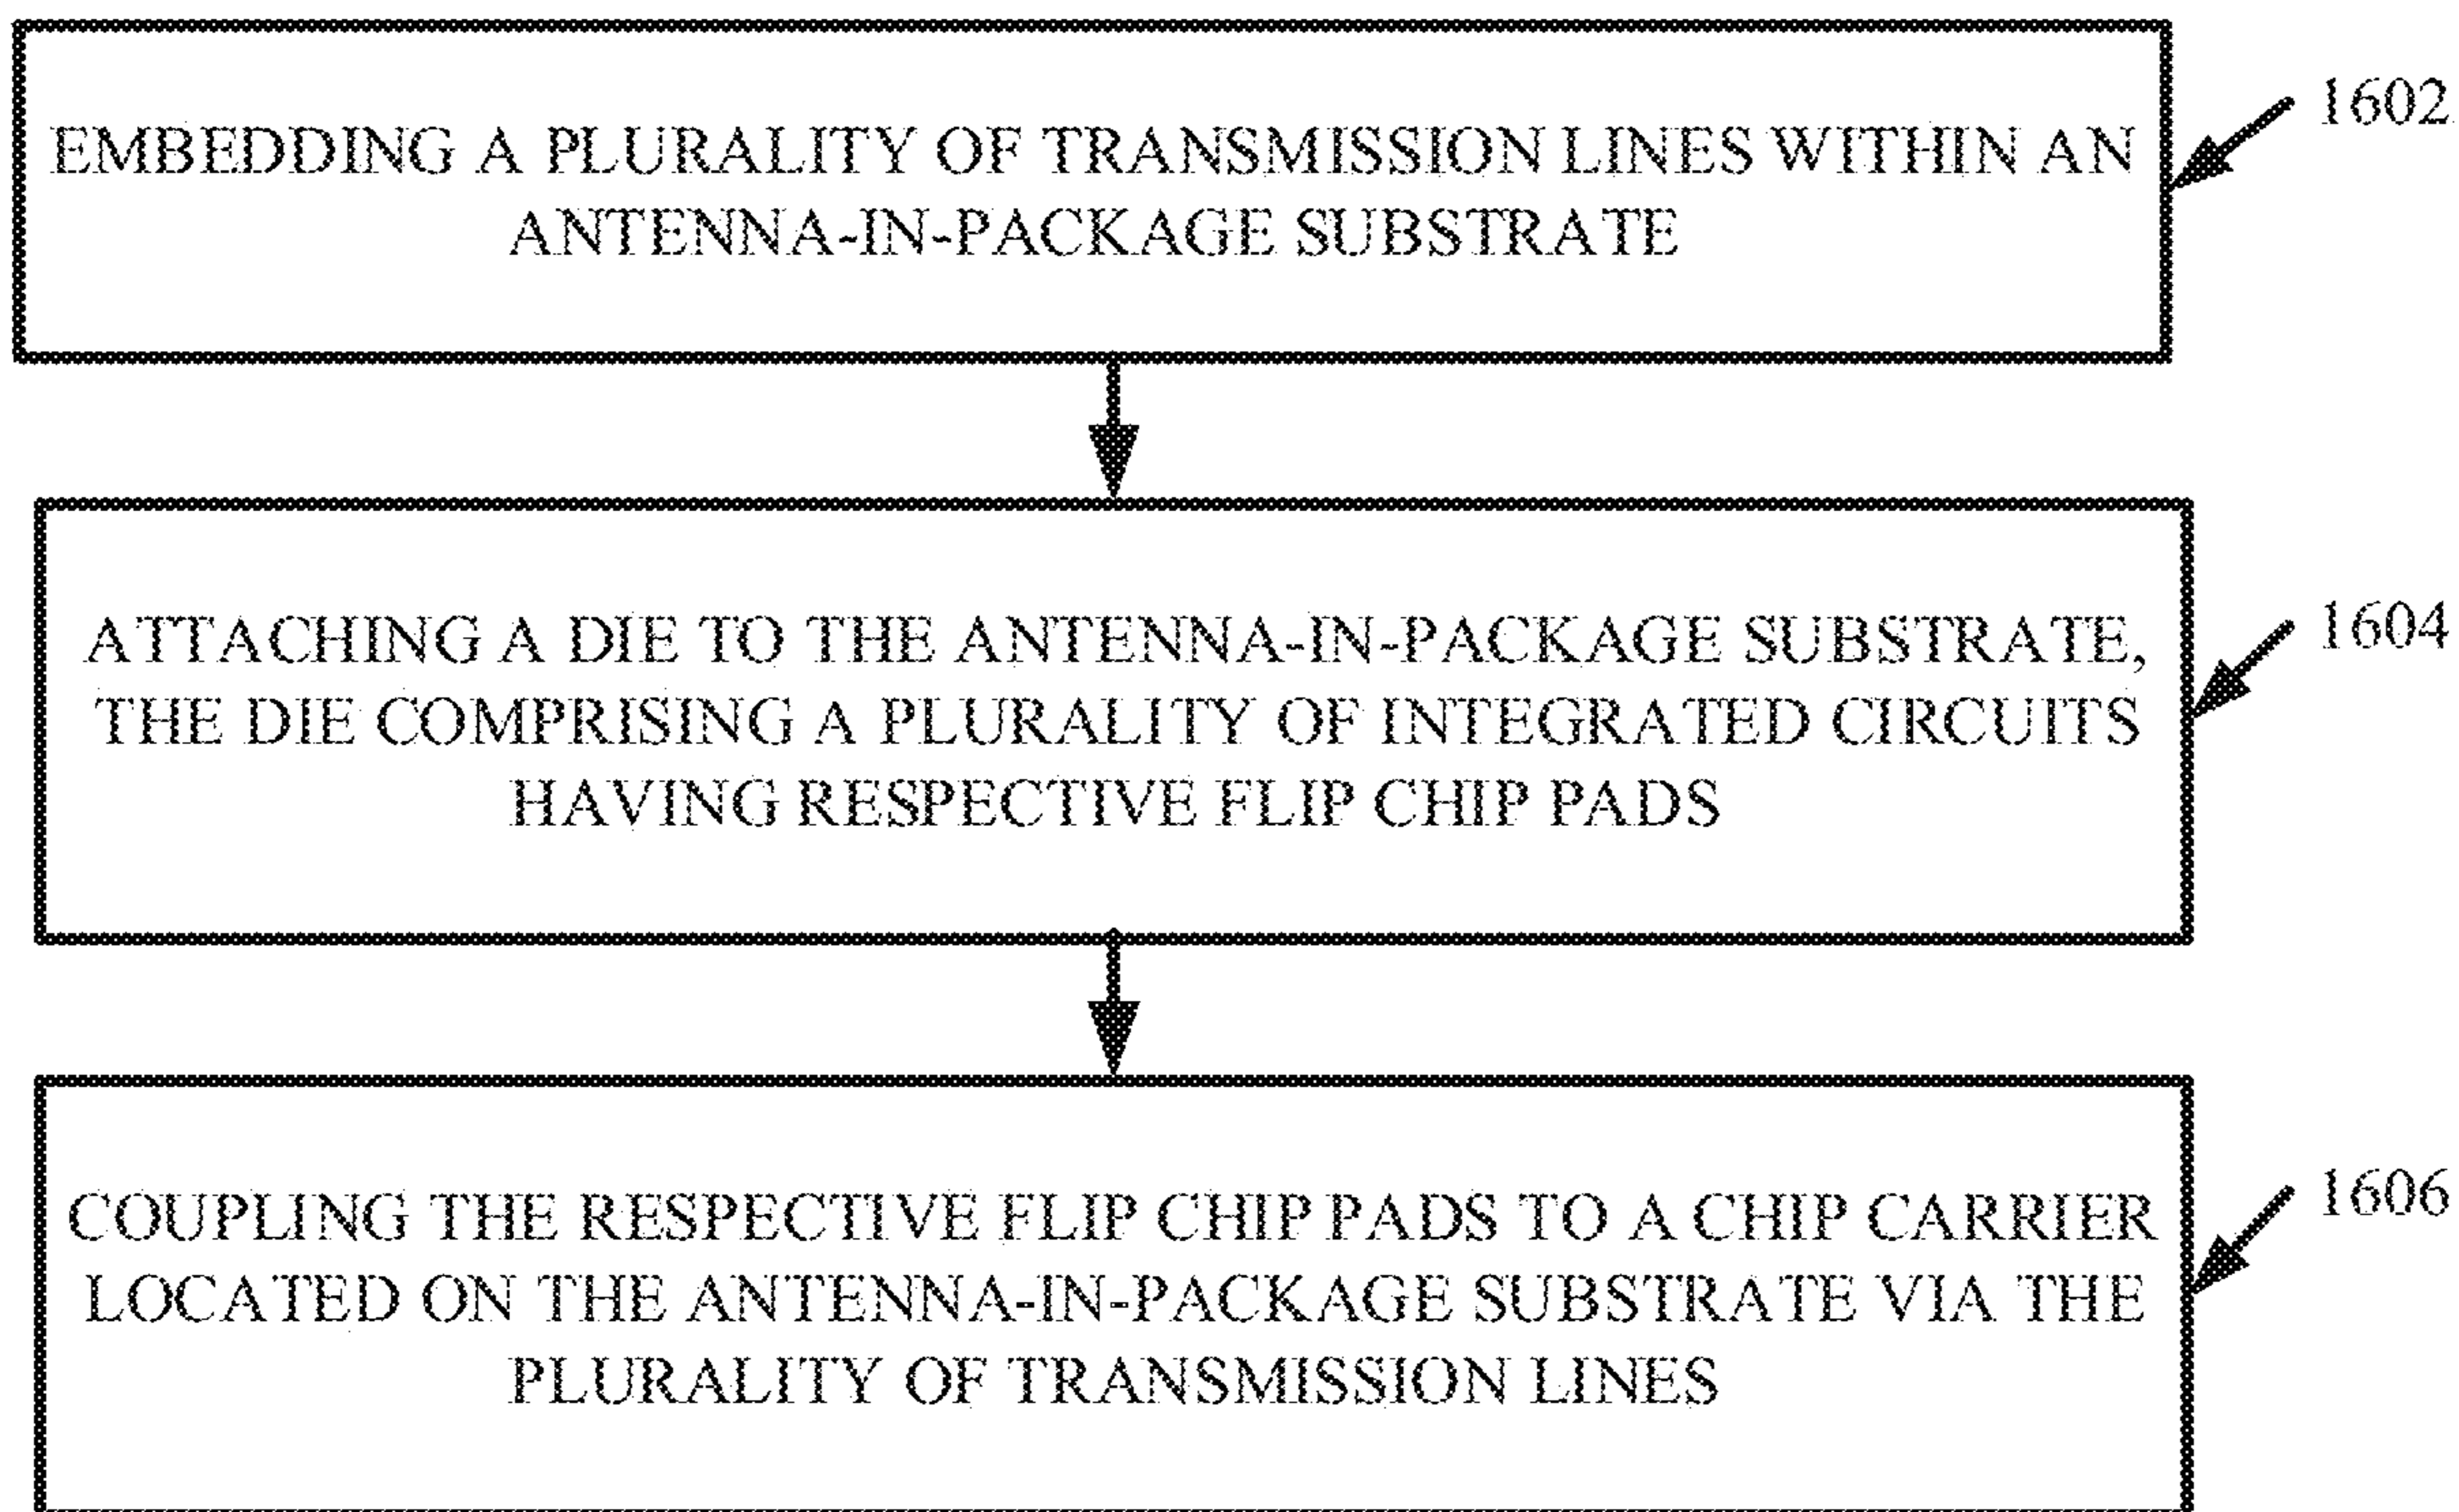 EMBEDDING A PLURALITY OF TRANSMISSION LINES WITHIN AN
ANTENNA-IN-PACKAGE SUBSTRATE
1602
ATTACHING A DIE TO THE ANTENNA-IN-PACKAGE SUBSTRATE,
THE DIE COMPRISING A PLURALITY OF INTEGRATED CIRCUITS
HAVING RESPECTIVE FLIP CHIP PADS
1604
COUPLING THE RESPECTIVE FLIP CHIP PADS TO A CHIP CARRIER
LOCATED ON THE ANTENNA-IN-PACKAGE SUBSTRATE VIA THE
PLURALITY OF TRANSMISSION LINES
1606